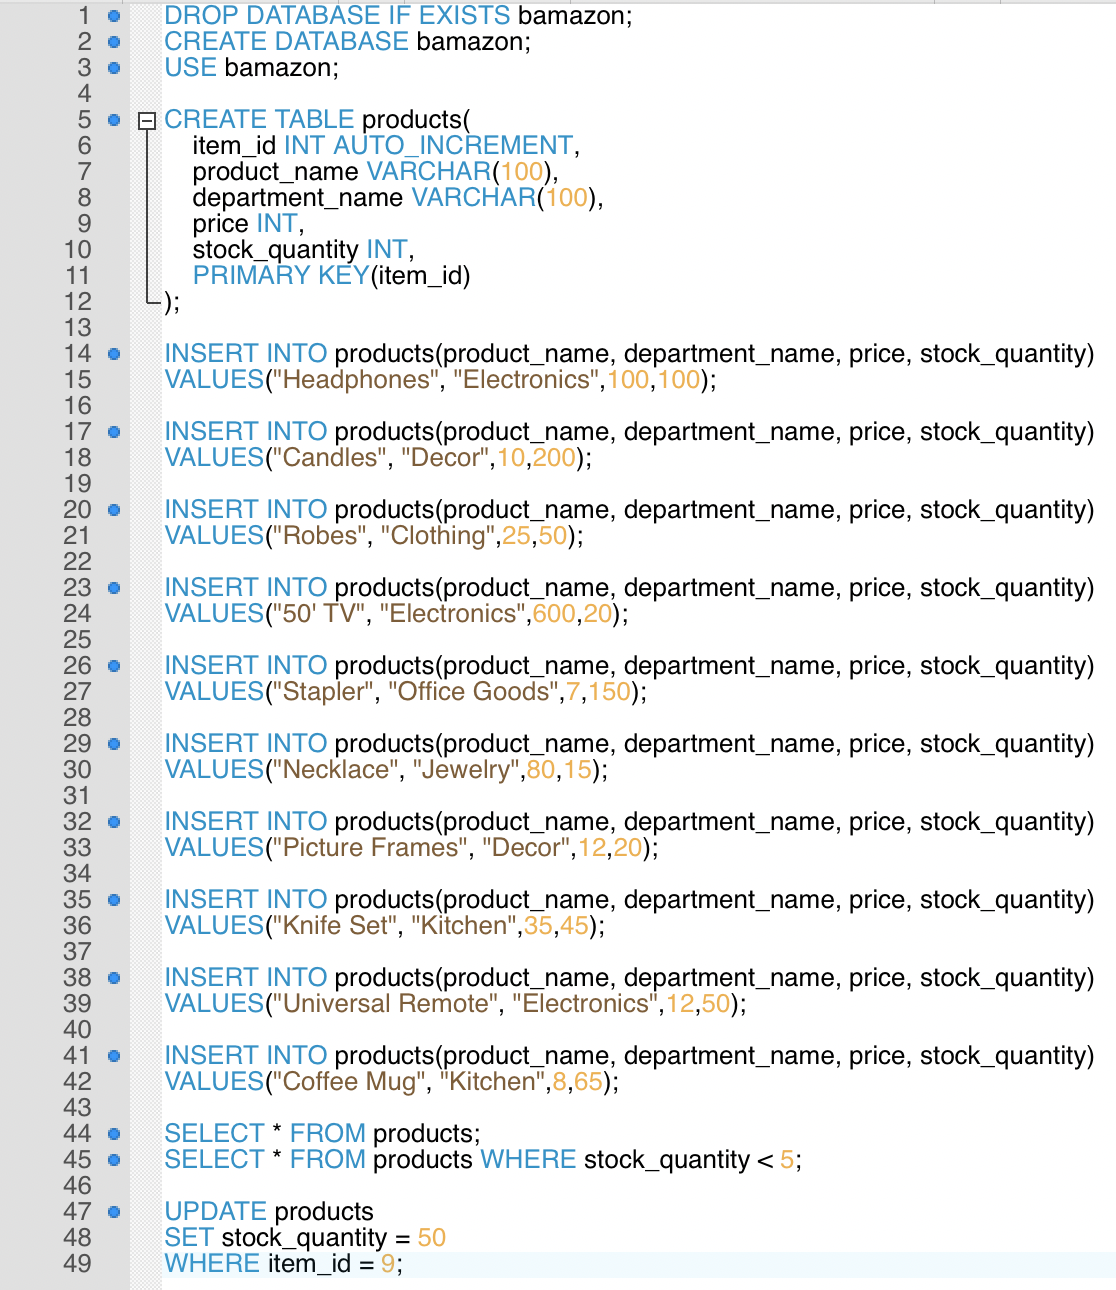 1 DROP DATABASE IF EXISTS bamazon;
2 CREATE DATABASE bamazon;
3 USE bamazon;
4
5 CREATE TABLE products(
6 item_id INT AUTO_INCREMENT,
7 product_name VARCHAR(100),
8 department_name VARCHAR(100),
9 price INT,
10 stock_quantity INT,
11 PRIMARY KEY(item_id)
12 );
13
14 INSERT INTO products(product_name, department_name, price, stock_quantity)
15 VALUES("Headphones", "Electronics",100,100);
16
17 INSERT INTO products(product_name, department_name, price, stock_quantity)
18 VALUES("Candles", "Decor",10,200);
19
20 INSERT INTO products(product_name, department_name, price, stock_quantity)
21 VALUES("Robes", "Clothing",25,50);
22
23 INSERT INTO products(product_name, department_name, price, stock_quantity)
24 VALUES("50' TV", "Electronics",600,20);
25
26 INSERT INTO products(product_name, department_name, price, stock_quantity)
27 VALUES("Stapler", "Office Goods",7,150);
28
29 INSERT INTO products(product_name, department_name, price, stock_quantity)
30 VALUES("Necklace", "Jewelry",80,15);
31
32 INSERT INTO products(product_name, department_name, price, stock_quantity)
33 VALUES("Picture Frames", "Decor",12,20);
34
35 INSERT INTO products(product_name, department_name, price, stock_quantity)
36 VALUES("Knife Set", "Kitchen",35,45);
37
38 INSERT INTO products(product_name, department_name, price, stock_quantity)
39 VALUES("Universal Remote", "Electronics",12,50);
40
41 INSERT INTO products(product_name, department_name, price, stock_quantity)
42 VALUES("Coffee Mug", "Kitchen",8,65);
43
44 SELECT * FROM products;
45 SELECT * FROM products WHERE stock_quantity < 5;
46
47 UPDATE products
48 SET stock_quantity = 50
49 WHERE item_id = 9;